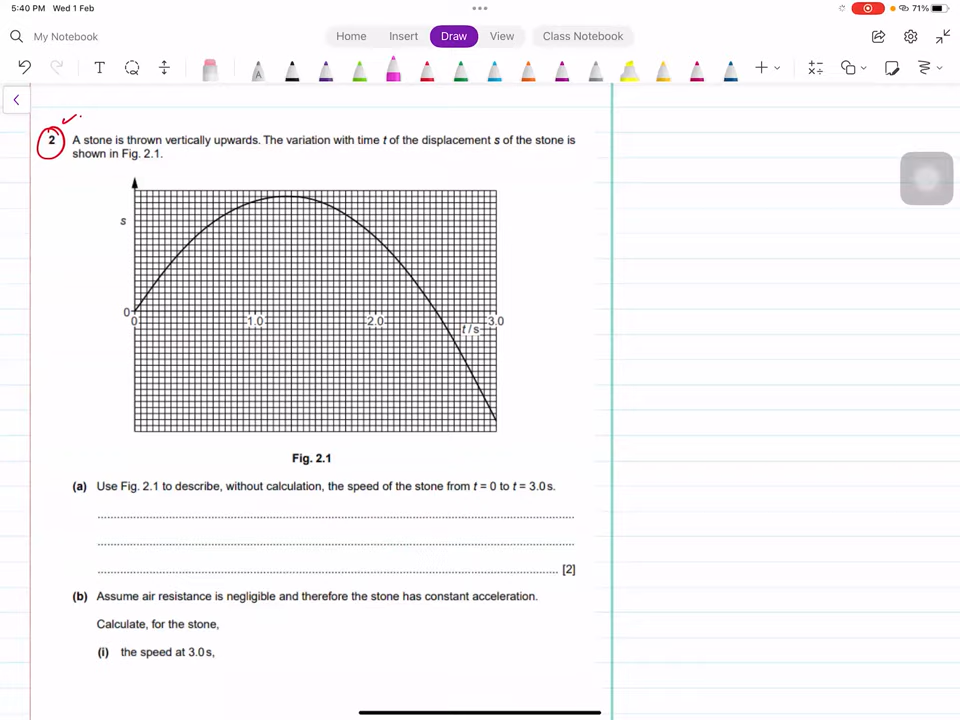 5:40 PM Wed 1 Feb
71%
My Notebook
Home Insert Draw View Class Notebook
A
2 A stone is thrown vertically upwards. The variation with time t of the displacement s of the stone is
shown in Fig. 2.1.
s
0
0 1.0 2.0 3.0
t/s
Fig. 2.1
(a) Use Fig. 2.1 to describe, without calculation, the speed of the stone from t = 0 to t = 3.0 s.
[2]
(b) Assume air resistance is negligible and therefore the stone has constant acceleration.
Calculate, for the stone,
(i) the speed at 3.0 s,